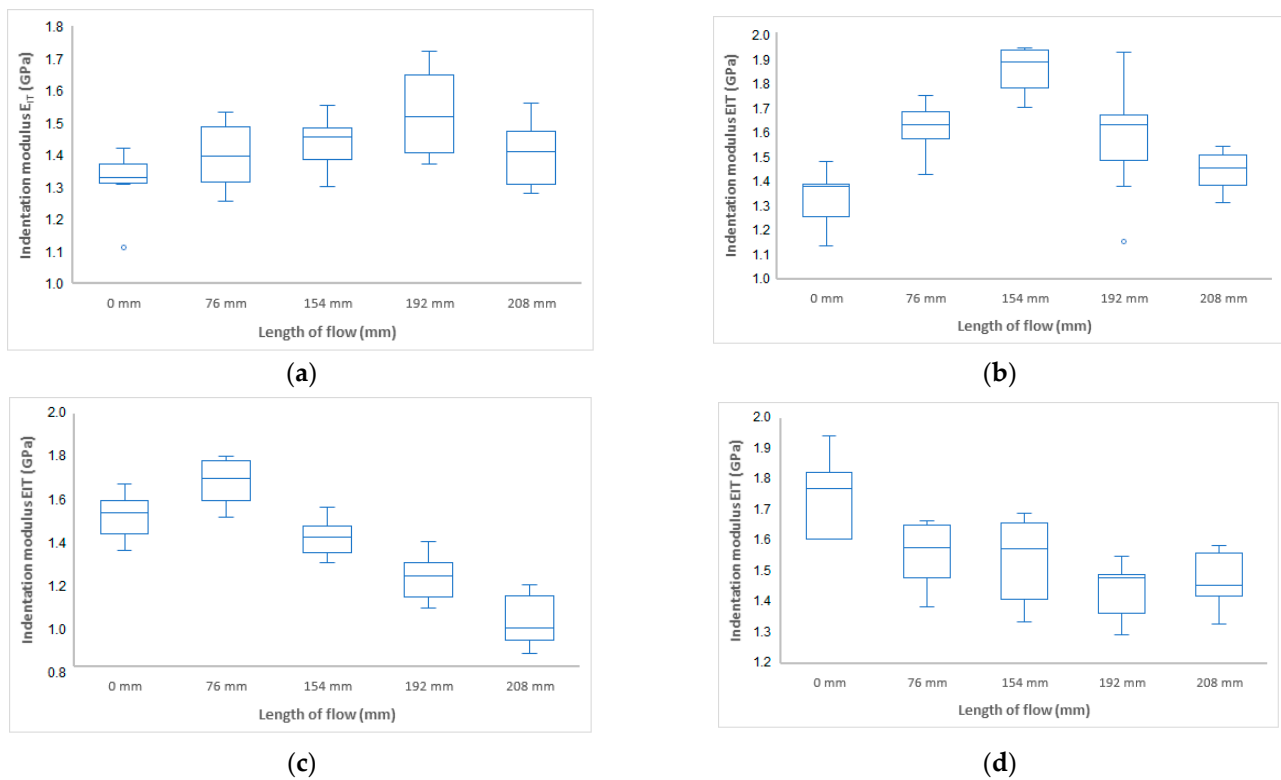 Indentation modulus E_IT (GPa)
1.8
1.7
1.6
1.5
1.4
1.3
1.2
1.1
1.0
0 mm 76 mm 154 mm 192 mm 208 mm
Length of flow (mm)
(a)
Indentation modulus EIT (GPa)
2.0
1.9
1.8
1.7
1.6
1.5
1.4
1.3
1.2
1.1
1.0
0 mm 76 mm 154 mm 192 mm 208 mm
Length of flow (mm)
(b)
Indentation modulus EIT (GPa)
2.0
1.8
1.6
1.4
1.2
1.0
0.8
0 mm 76 mm 154 mm 192 mm 208 mm
Length of flow (mm)
(c)
Indentation modulus EIT (GPa)
2.0
1.9
1.8
1.7
1.6
1.5
1.4
1.3
1.2
0 mm 76 mm 154 mm 192 mm 208 mm
Length of flow (mm)
(d)